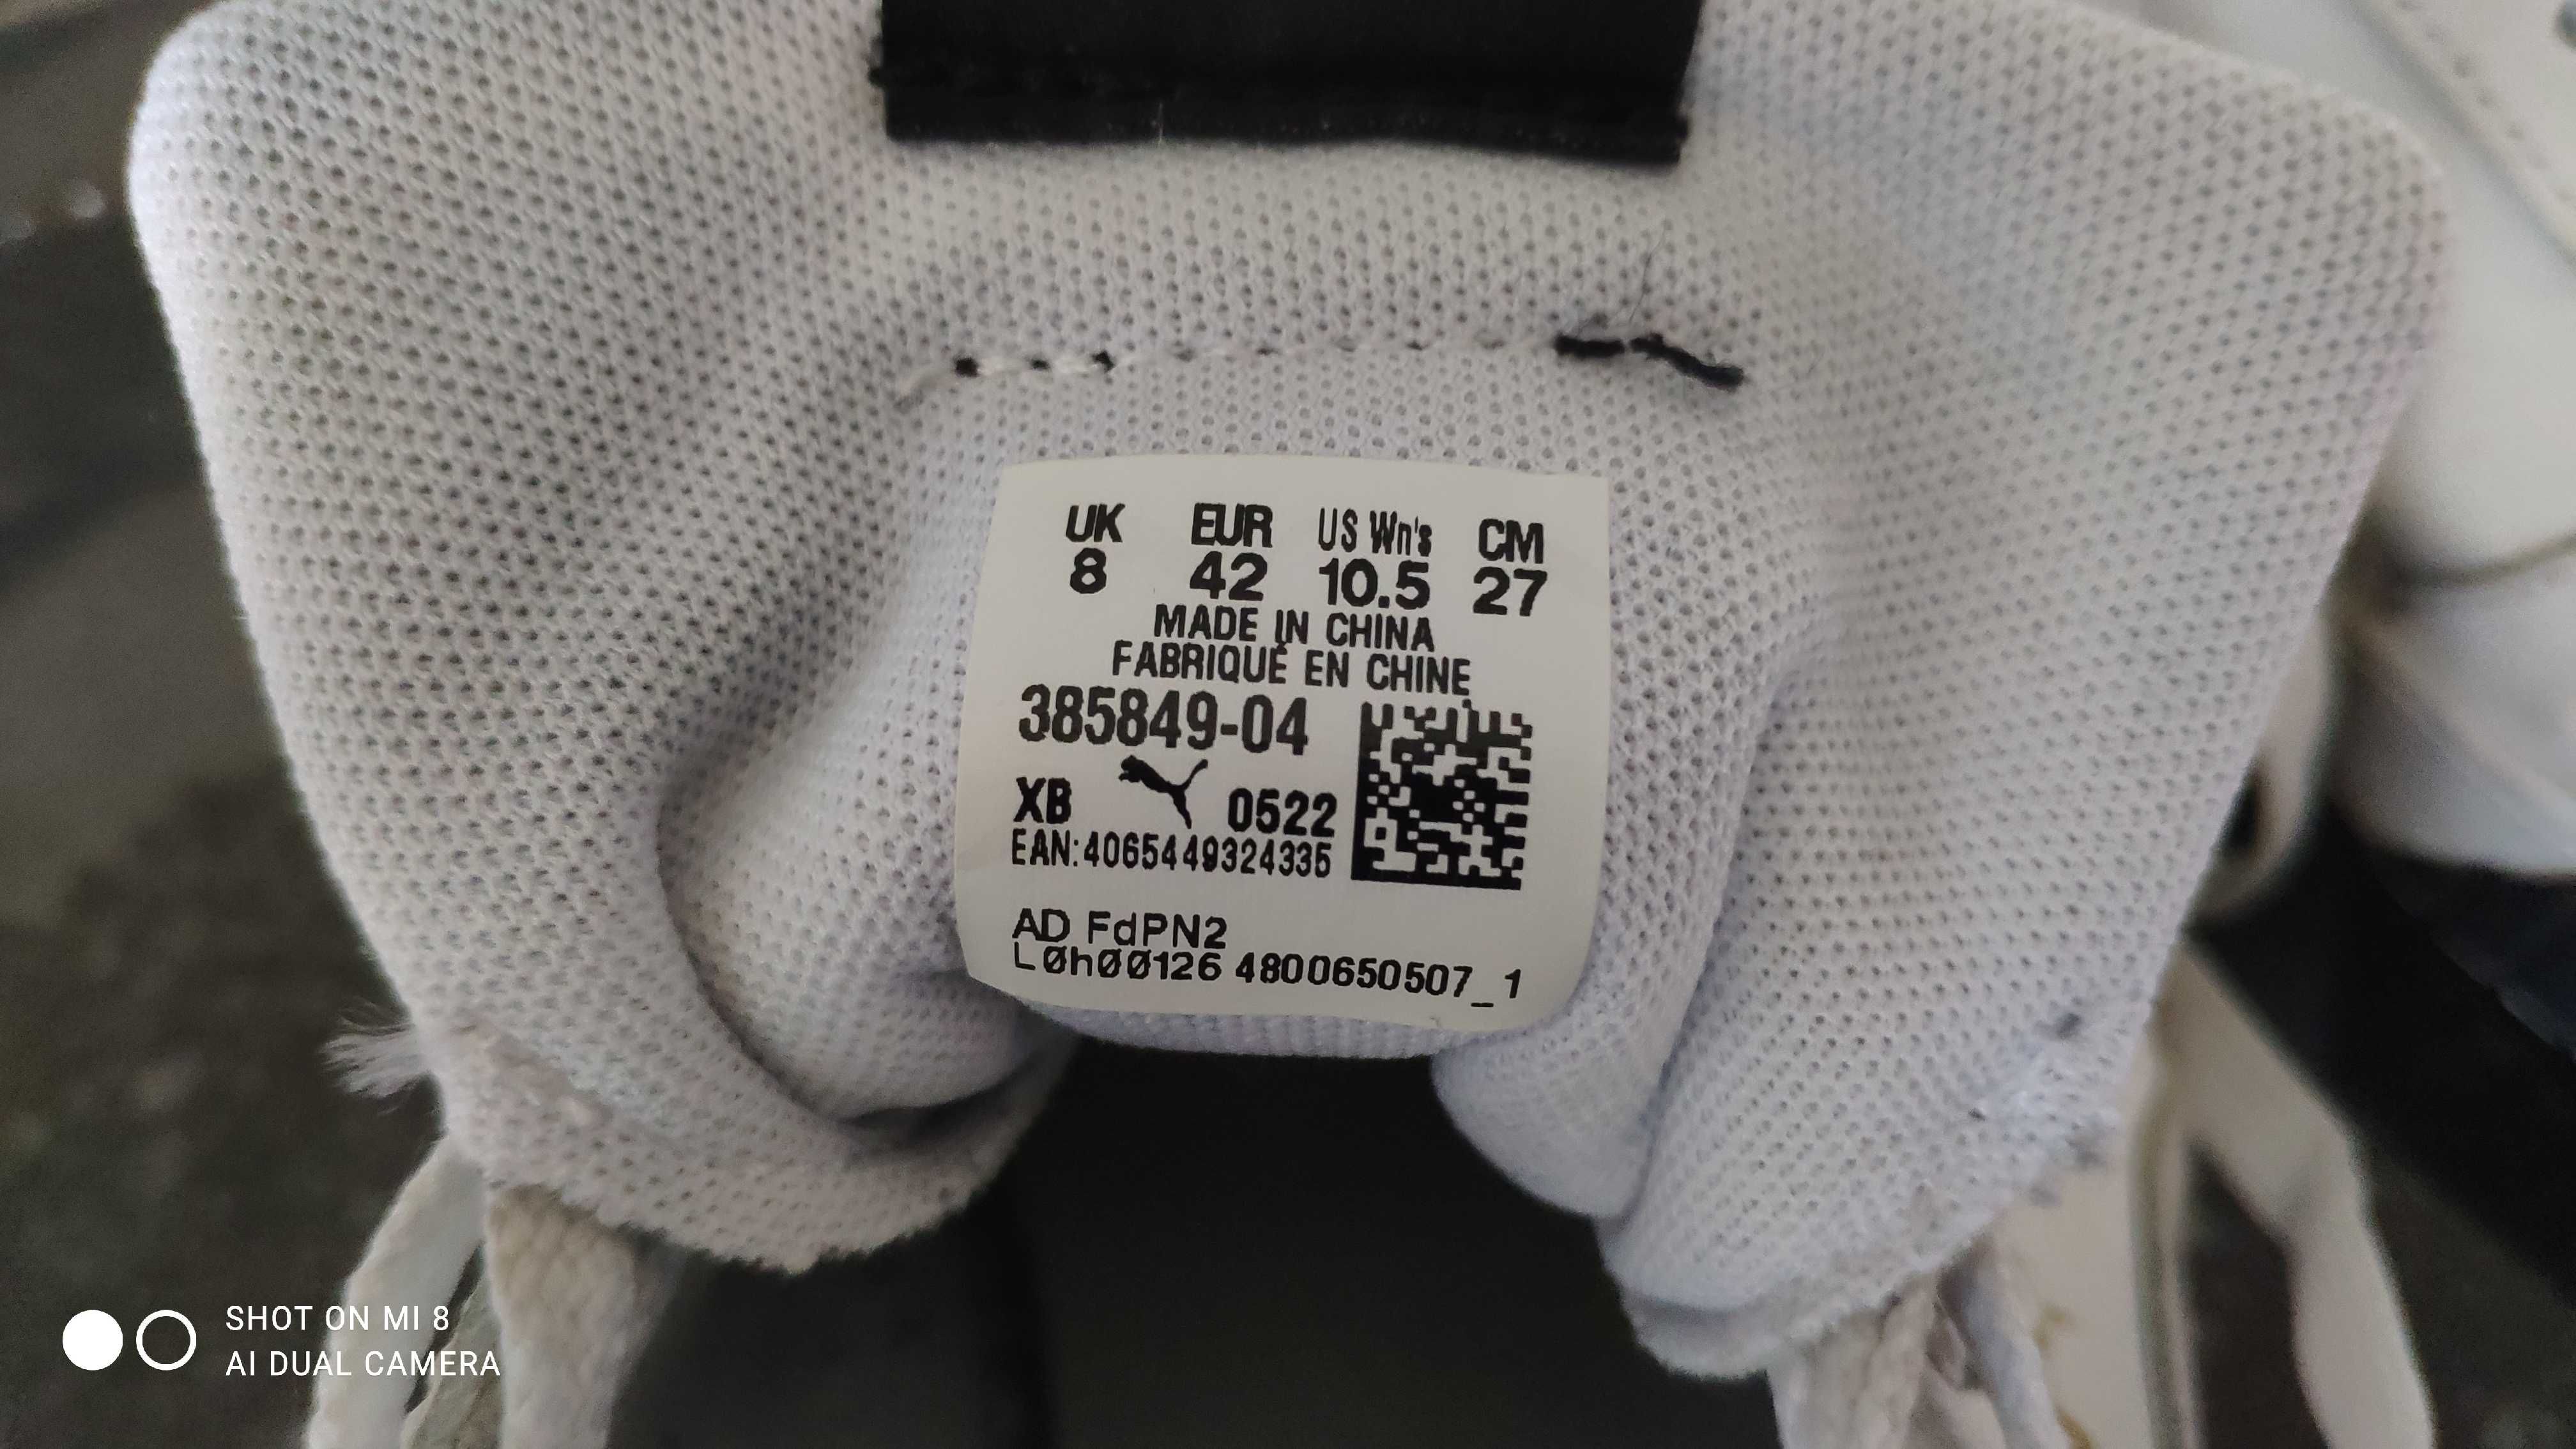 UK EUR US Wn's CM
8 42 10.5 27
MADE IN CHINA
FABRIQUÉ EN CHINE
385849-04
XB 0522
EAN:4065449324335
AD FdPN2
LØhØØ126 4800650507_1
SHOT ON MI 8
AI DUAL CAMERA